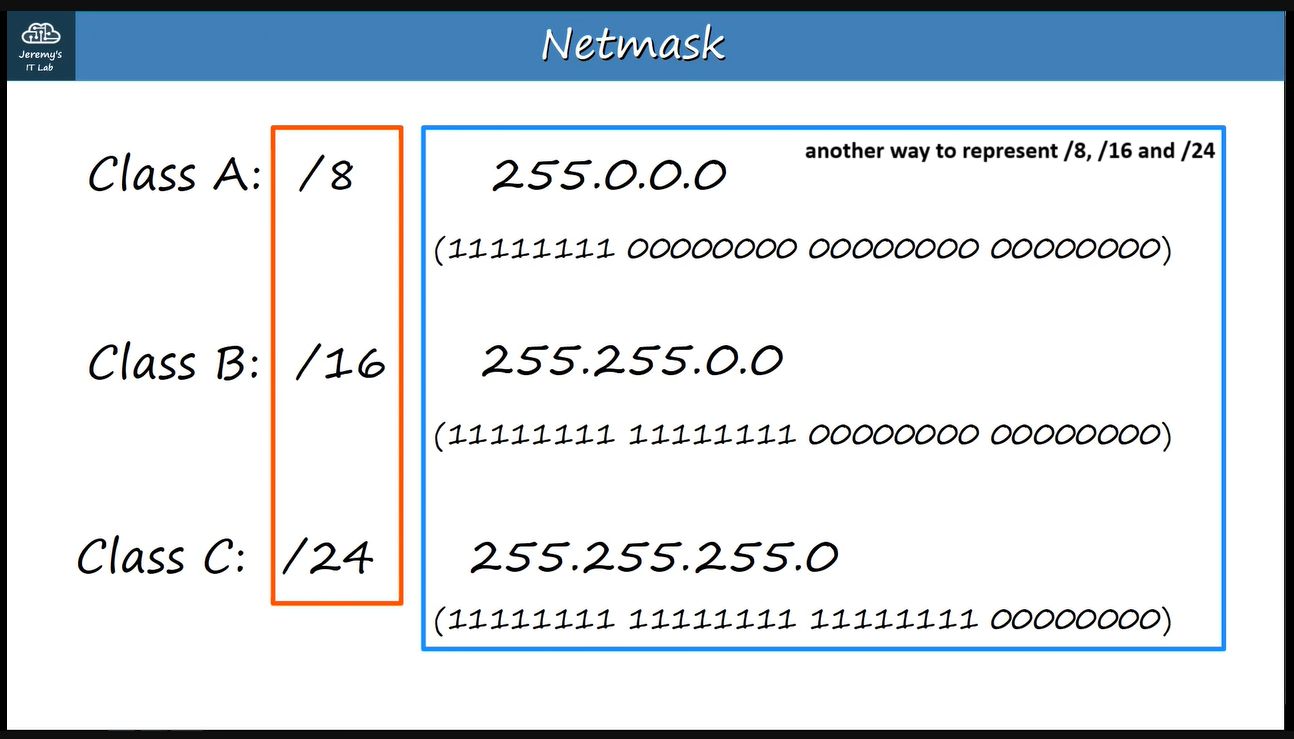 Jeremy's
IT Lab
Netmask
another way to represent /8, /16 and /24
Class A: /8 255.0.0.0
(11111111 00000000 00000000 00000000)
Class B: /16 255.255.0.0
(11111111 11111111 00000000 00000000)
Class C: /24 255.255.255.0
(11111111 11111111 11111111 00000000)